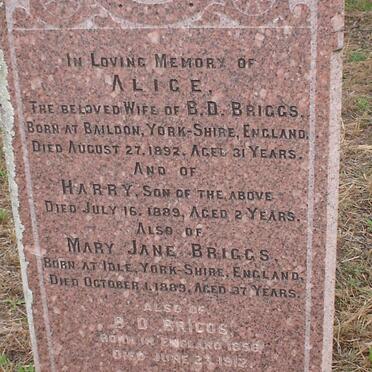 In Loving Memory of
Alice,
The beloved Wife of B.D. Briggs,
Born at Baildon, York-Shire, England,
Died August 27, 1892, Aged 31 Years.
And of
Harry, Son of the above
Died July 16, 1889, Aged 2 Years.
Also of
Mary Jane Briggs,
Born at Idle, York-Shire, England,
Died October 1, 1889, Aged 37 Years.
Also of
B. D. Briggs,
Born in England
Died June 1912.